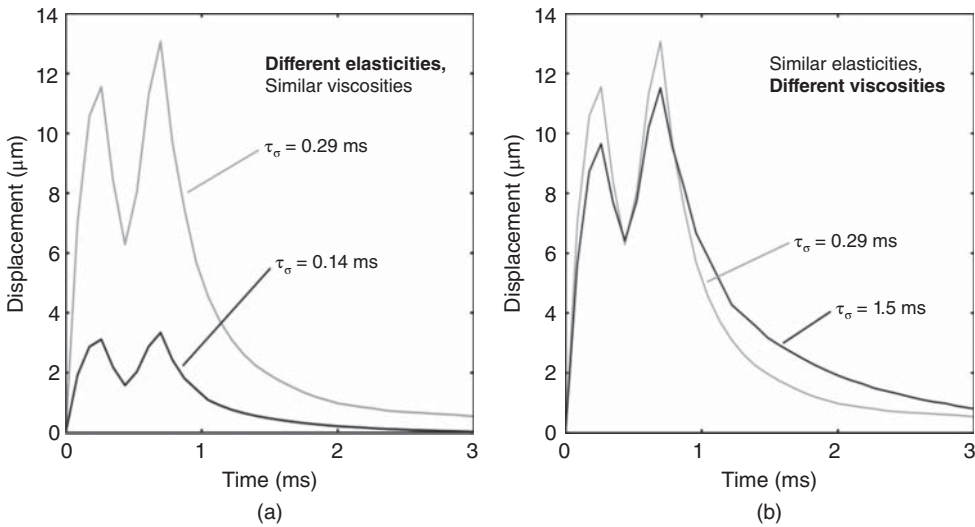 14
12
10
8
6
4
2
0
Displacement (μm)
Different elasticities,
Similar viscosities
τσ = 0.29 ms
τσ = 0.14 ms
0 1 2 3
Time (ms)
(a)
14
12
10
8
6
4
2
0
Displacement (μm)
Similar elasticities,
Different viscosities
τσ = 0.29 ms
τσ = 1.5 ms
0 1 2 3
Time (ms)
(b)